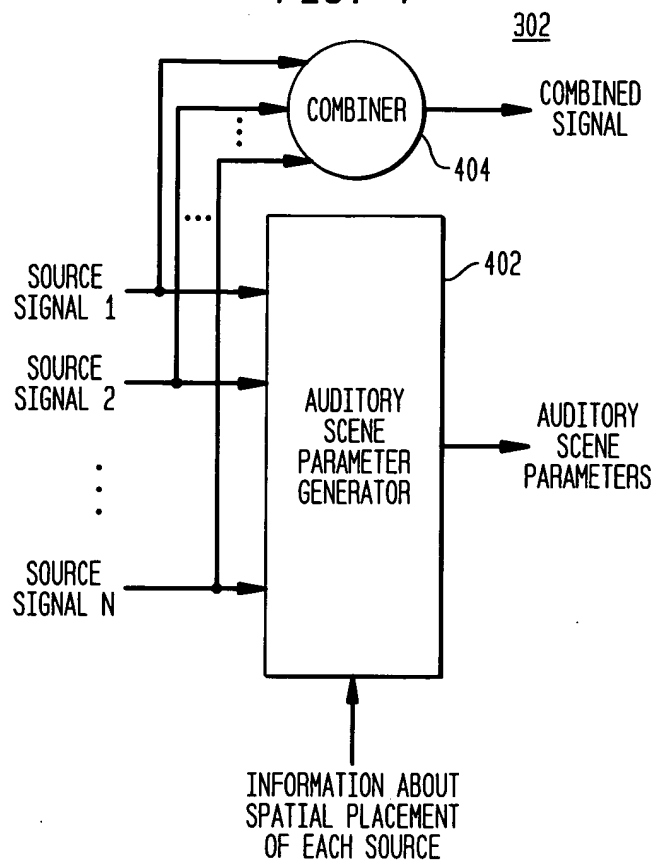 302
COMBINER
COMBINED
SIGNAL
404
402
SOURCE
SIGNAL 1
SOURCE
SIGNAL 2
AUDITORY
SCENE
PARAMETER
GENERATOR
AUDITORY
SCENE
PARAMETERS
SOURCE
SIGNAL N
INFORMATION ABOUT
SPATIAL PLACEMENT
OF EACH SOURCE